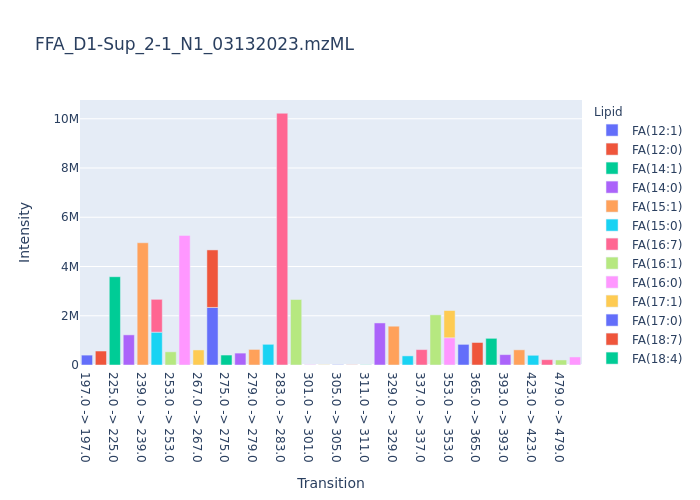 FFA_D1-Sup_2-1_N1_03132023.mzML
Lipid
FA(12:1)
FA(12:0)
FA(14:1)
FA(14:0)
FA(15:1)
FA(15:0)
FA(16:7)
FA(16:1)
FA(16:0)
FA(17:1)
FA(17:0)
FA(18:7)
FA(18:4)
Intensity
10M
8M
6M
4M
2M
0
197.0 -> 197.0
225.0 -> 225.0
239.0 -> 239.0
253.0 -> 253.0
267.0 -> 267.0
275.0 -> 275.0
279.0 -> 279.0
283.0 -> 283.0
301.0 -> 301.0
305.0 -> 305.0
311.0 -> 311.0
329.0 -> 329.0
337.0 -> 337.0
353.0 -> 353.0
365.0 -> 365.0
393.0 -> 393.0
423.0 -> 423.0
479.0 -> 479.0
Transition